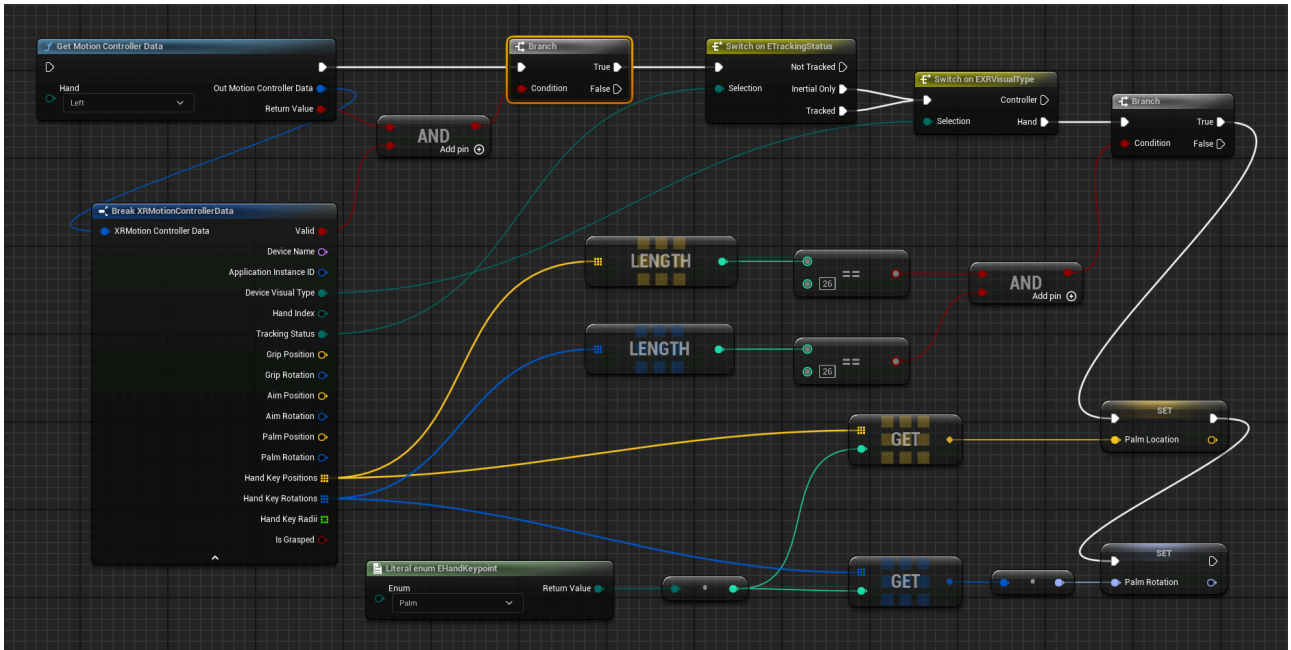 Get Motion Controller Data
Hand
Left
Out Motion Controller Data
Return Value
Branch
True
Condition
False
Switch on ETrackingStatus
Not Tracked
Selection
Inertial Only
Tracked
Switch on EXRVisualType
Controller
Selection
Hand
Branch
True
Condition
False
AND
Add pin
Break XRMotionControllerData
XRMotion Controller Data
Valid
Device Name
Application Instance ID
Device Visual Type
Hand Index
Tracking Status
Grip Position
Grip Rotation
Aim Position
Aim Rotation
Palm Position
Palm Rotation
Hand Key Positions
Hand Key Rotations
Hand Key Radii
Is Grasped
LENGTH
26
==
AND
Add pin
LENGTH
26
==
GET
SET
Palm Location
Literal enum EHandKeypoint
Enum
Palm
Return Value
GET
SET
Palm Rotation